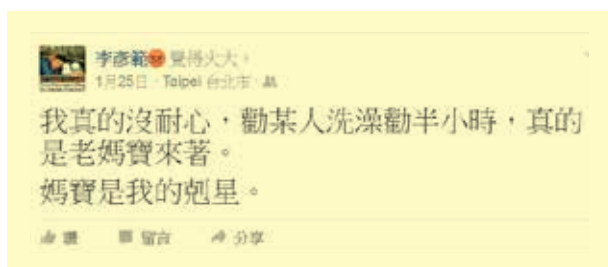 李彥範 覺得火大。
1月25日 · Taipei 台北市 ·
我真的沒耐心，勸某人洗澡勸半小時，真的
是老媽寶來著。
媽寶是我的剋星。
讚 留言 分享